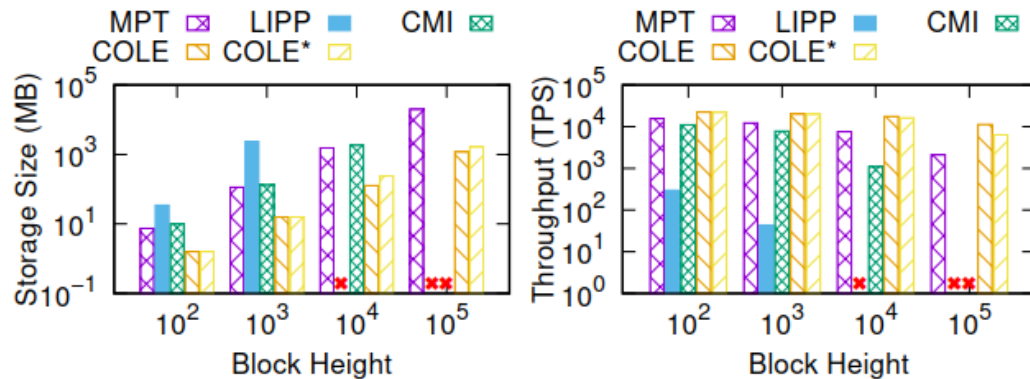 MPT LIPP CMI
COLE COLE*
Storage Size (MB)
10^5
10^3
10^1
10^-1
10^2 10^3 10^4 10^5
Block Height
MPT LIPP CMI
COLE COLE*
Throughput (TPS)
10^5
10^4
10^3
10^2
10^1
10^0
10^2 10^3 10^4 10^5
Block Height